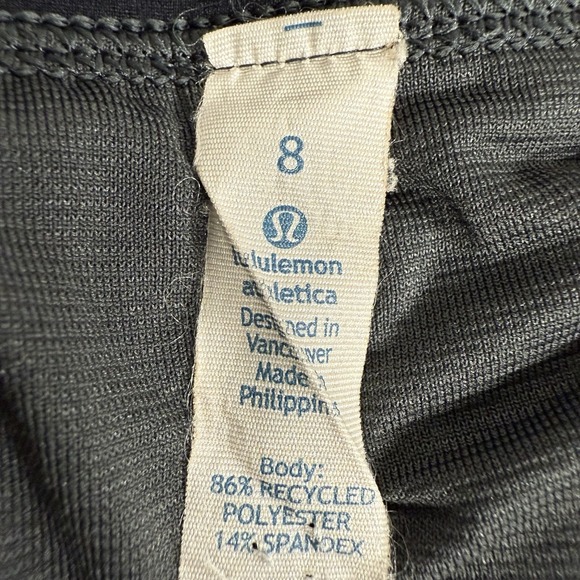 8
lululemon
athletica
Designed in
Vancouver
Made in
Philippines
Body:
86% RECYCLED
POLYESTER
14% SPANDEX